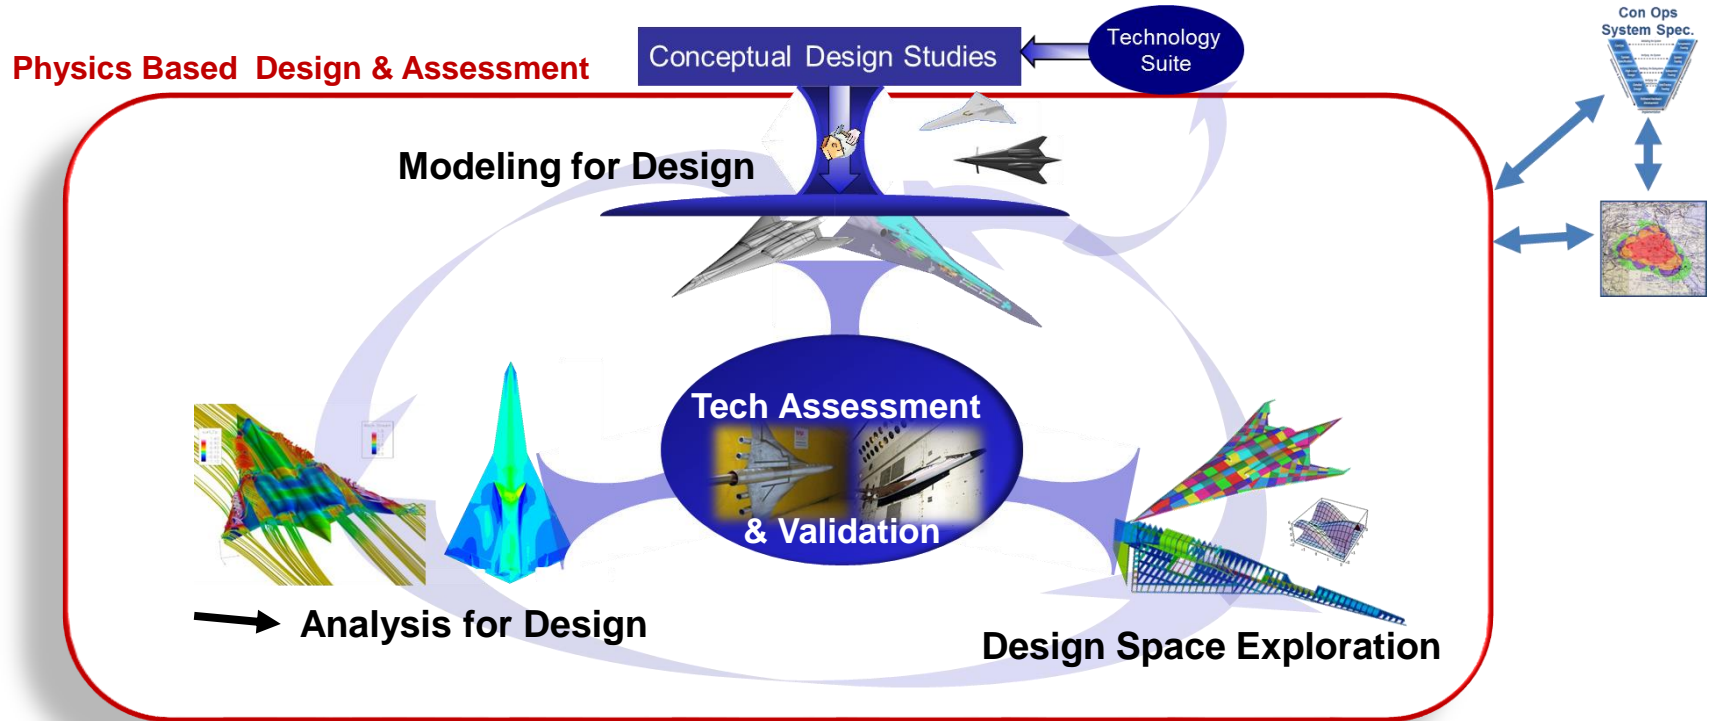 Con Ops
System Spec.
Technology
Suite
Conceptual Design Studies
Physics Based  Design & Assessment
Modeling for Design
Tech Assessment
& Validation
Analysis for Design
Design Space Exploration